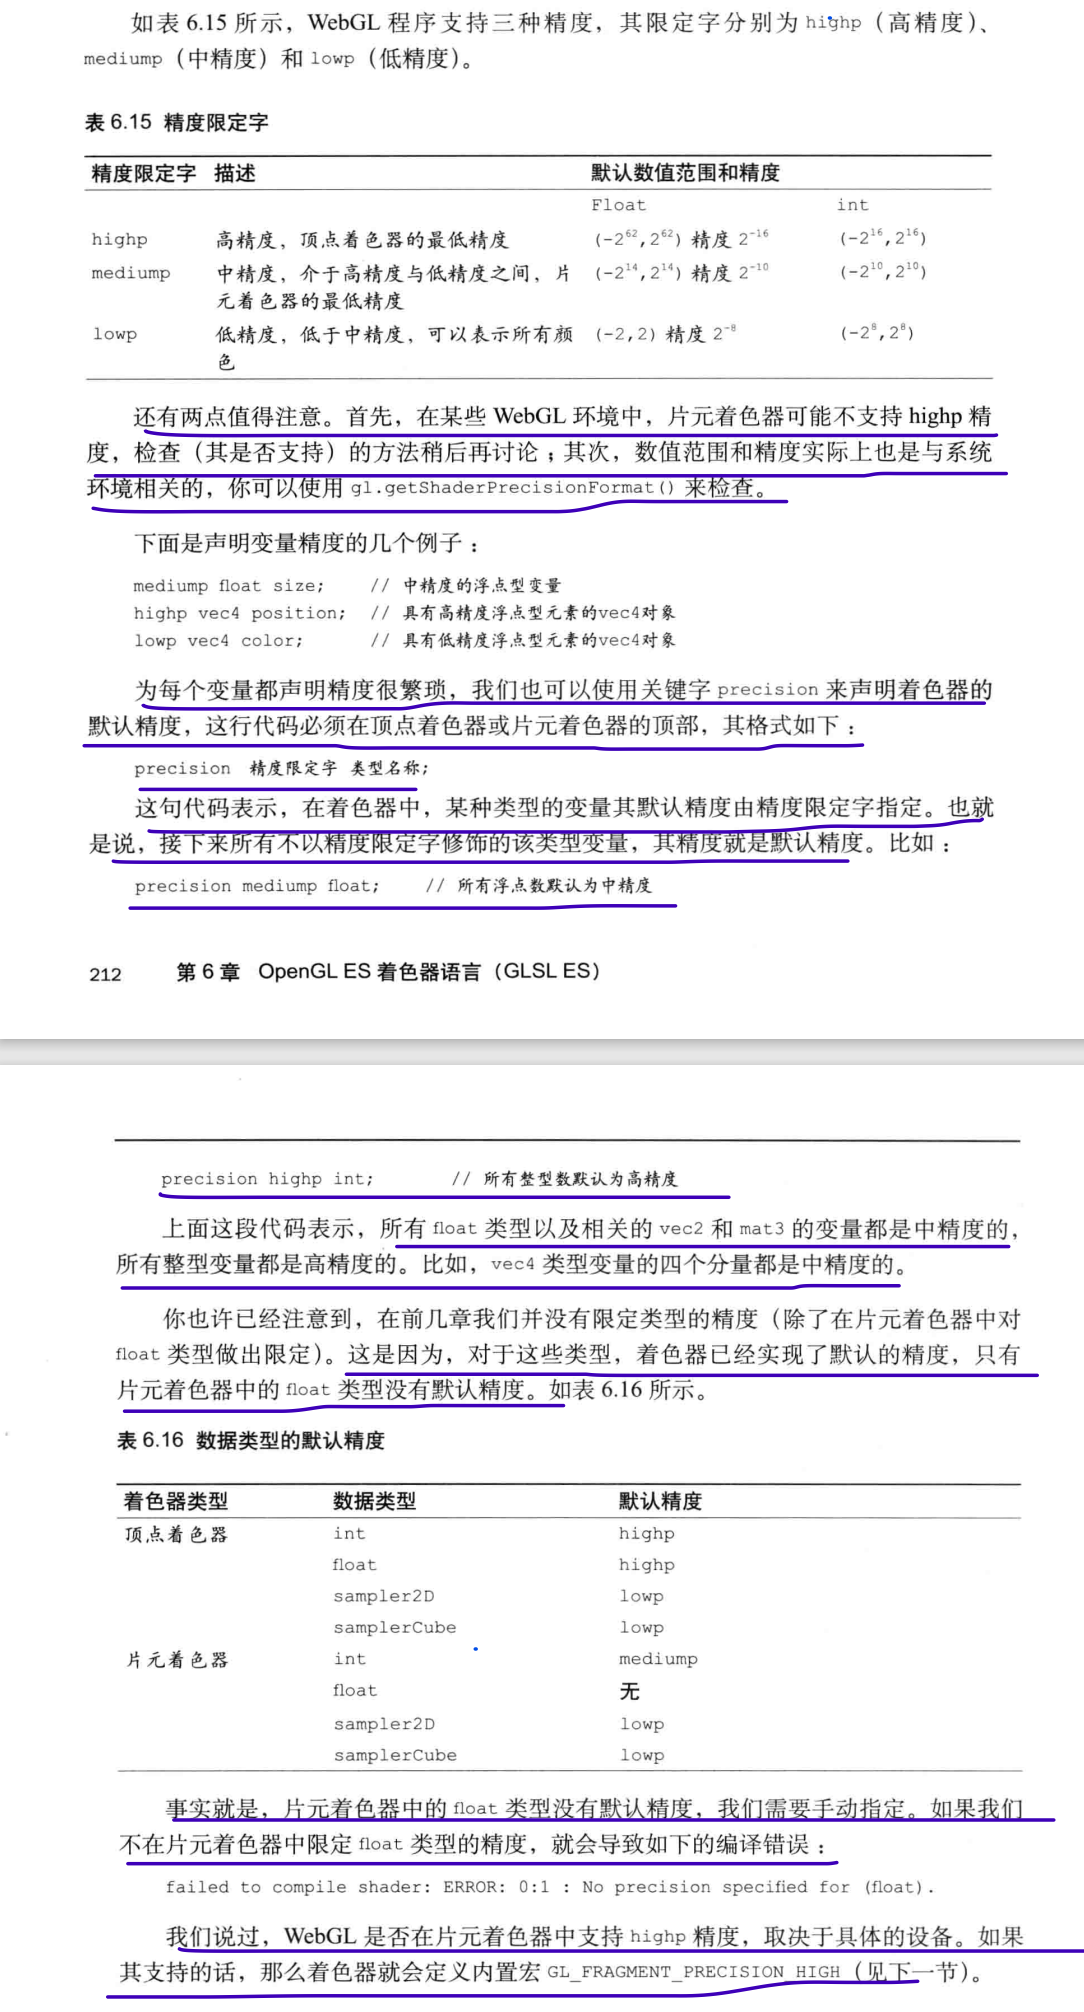 如表 6.15 所示，WebGL 程序支持三种精度，其限定字分别为 highp（高精度）、
mediump（中精度）和 lowp（低精度）。
表 6.15 精度限定字
精度限定字 描述 默认数值范围和精度
Float int
highp 高精度，顶点着色器的最低精度 (-2⁶²,2⁶²) 精度 2⁻¹⁶ (-2¹⁶,2¹⁶)
mediump 中精度，介于高精度与低精度之间，片 (-2¹⁴,2¹⁴) 精度 2⁻¹⁰ (-2¹⁰,2¹⁰)
元着色器的最低精度
lowp 低精度，低于中精度，可以表示所有颜 (-2,2) 精度 2⁻⁸ (-2⁸,2⁸)
色
还有两点值得注意。首先，在某些 WebGL 环境中，片元着色器可能不支持 highp 精
度，检查（其是否支持）的方法稍后再讨论；其次，数值范围和精度实际上也是与系统
环境相关的，你可以使用 gl.getShaderPrecisionFormat() 来检查。
下面是声明变量精度的几个例子：
mediump float size; // 中精度的浮点型变量
highp vec4 position; // 具有高精度浮点型元素的vec4对象
lowp vec4 color; // 具有低精度浮点型元素的vec4对象
为每个变量都声明精度很繁琐，我们也可以使用关键字 precision 来声明着色器的
默认精度，这行代码必须在顶点着色器或片元着色器的顶部，其格式如下：
precision 精度限定字 类型名称;
这句代码表示，在着色器中，某种类型的变量其默认精度由精度限定字指定。也就
是说，接下来所有不以精度限定字修饰的该类型变量，其精度就是默认精度。比如：
precision mediump float; // 所有浮点数默认为中精度
212 第 6 章 OpenGL ES 着色器语言（GLSL ES）
precision highp int; // 所有整型数默认为高精度
上面这段代码表示，所有 float 类型以及相关的 vec2 和 mat3 的变量都是中精度的，
所有整型变量都是高精度的。比如，vec4 类型变量的四个分量都是中精度的。
你也许已经注意到，在前几章我们并没有限定类型的精度（除了在片元着色器中对
float 类型做出限定）。这是因为，对于这些类型，着色器已经实现了默认的精度，只有
片元着色器中的 float 类型没有默认精度。如表 6.16 所示。
表 6.16 数据类型的默认精度
着色器类型 数据类型 默认精度
顶点着色器 int highp
float highp
sampler2D lowp
samplerCube lowp
片元着色器 int mediump
float 无
sampler2D lowp
samplerCube lowp
事实就是，片元着色器中的 float 类型没有默认精度，我们需要手动指定。如果我们
不在片元着色器中限定 float 类型的精度，就会导致如下的编译错误：
failed to compile shader: ERROR: 0:1 : No precision specified for (float).
我们说过，WebGL 是否在片元着色器中支持 highp 精度，取决于具体的设备。如果
其支持的话，那么着色器就会定义内置宏 GL_FRAGMENT_PRECISION_HIGH（见下一节）。